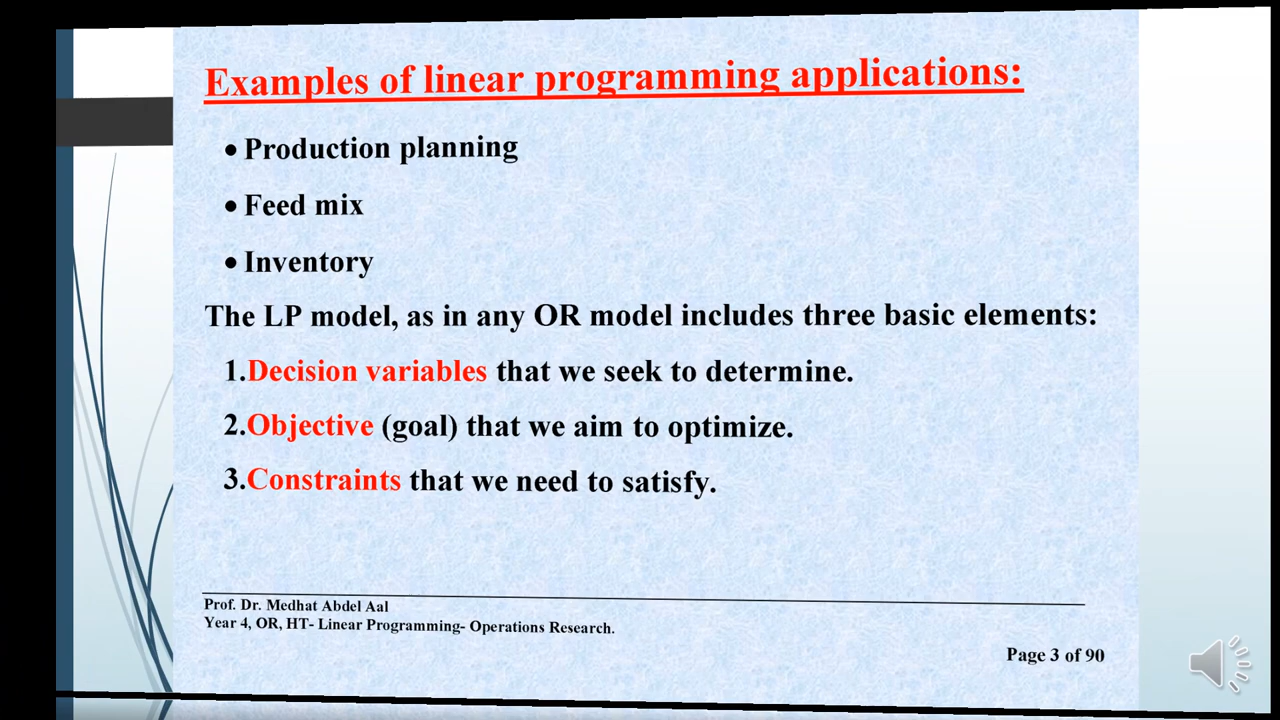 Examples of linear programming applications:
• Production planning
• Feed mix
• Inventory
The LP model, as in any OR model includes three basic elements:
1.Decision variables that we seek to determine.
2.Objective (goal) that we aim to optimize.
3.Constraints that we need to satisfy.
Prof. Dr. Medhat Abdel Aal
Year 4, OR, HT- Linear Programming- Operations Research.
Page 3 of 90